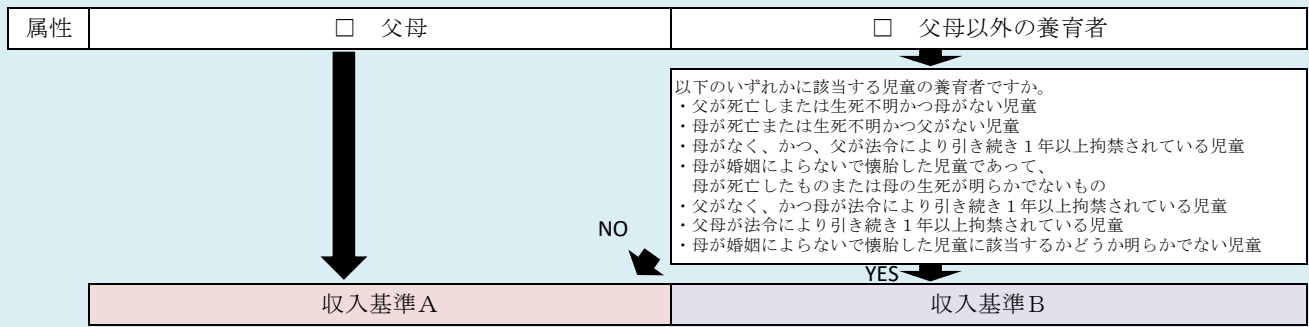 属性
□ 父母
□ 父母以外の養育者
以下のいずれかに該当する児童の養育者ですか。
・父が死亡しまたは生死不明かつ母がない児童
・母が死亡または生死不明かつ父がない児童
・母がなく、かつ、父が法令により引き続き１年以上拘禁されている児童
・母が婚姻によらないで懐胎した児童であって、
母が死亡したものまたは母の生死が明らかでないもの
・父がなく、かつ母が法令により引き続き１年以上拘禁されている児童
・父母が法令により引き続き１年以上拘禁されている児童
・母が婚姻によらないで懐胎した児童に該当するかどうか明らかでない児童
NO
YES
収入基準A
収入基準B